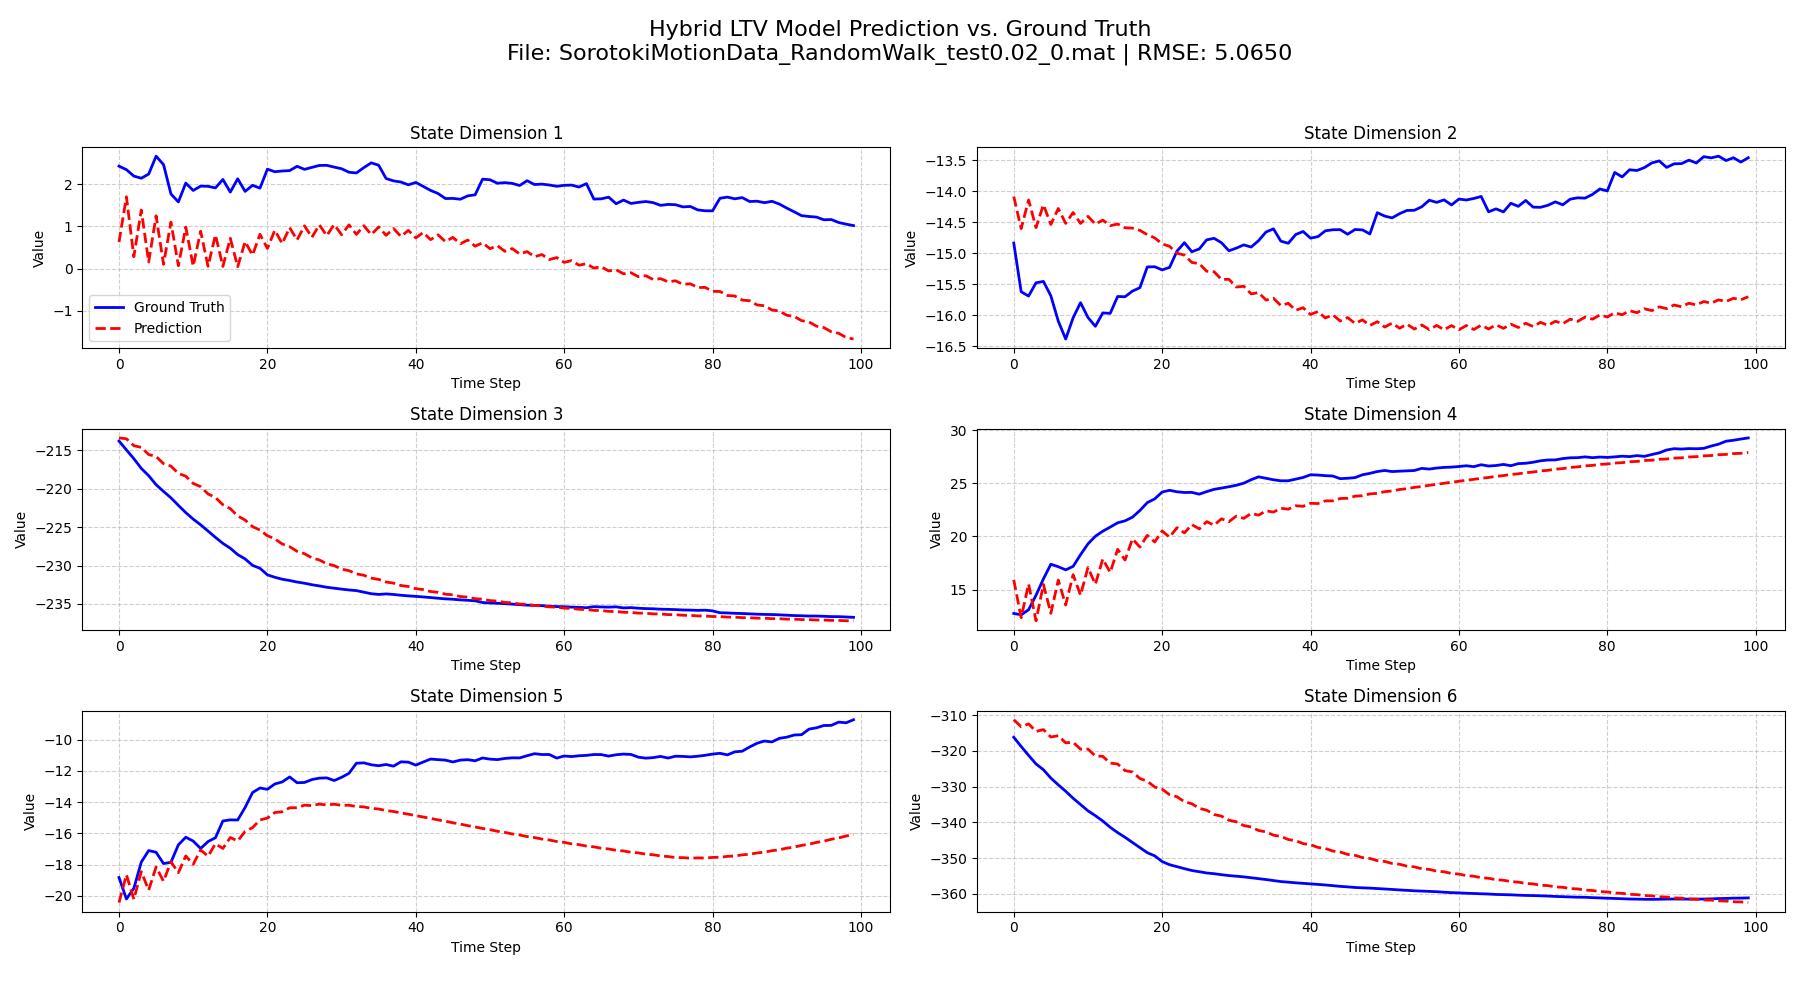 Hybrid LTV Model Prediction vs. Ground Truth
File: SorotokiMotionData_RandomWalk_test0.02_0.mat | RMSE: 5.0650
State Dimension 1
Value
2
1
0
−1
Ground Truth
Prediction
0 20 40 60 80 100
Time Step
State Dimension 2
Value
−13.5
−14.0
−14.5
−15.0
−15.5
−16.0
−16.5
0 20 40 60 80 100
Time Step
State Dimension 3
Value
−215
−220
−225
−230
−235
0 20 40 60 80 100
Time Step
State Dimension 4
Value
30
25
20
15
0 20 40 60 80 100
Time Step
State Dimension 5
Value
−10
−12
−14
−16
−18
−20
0 20 40 60 80 100
Time Step
State Dimension 6
Value
−310
−320
−330
−340
−350
−360
0 20 40 60 80 100
Time Step